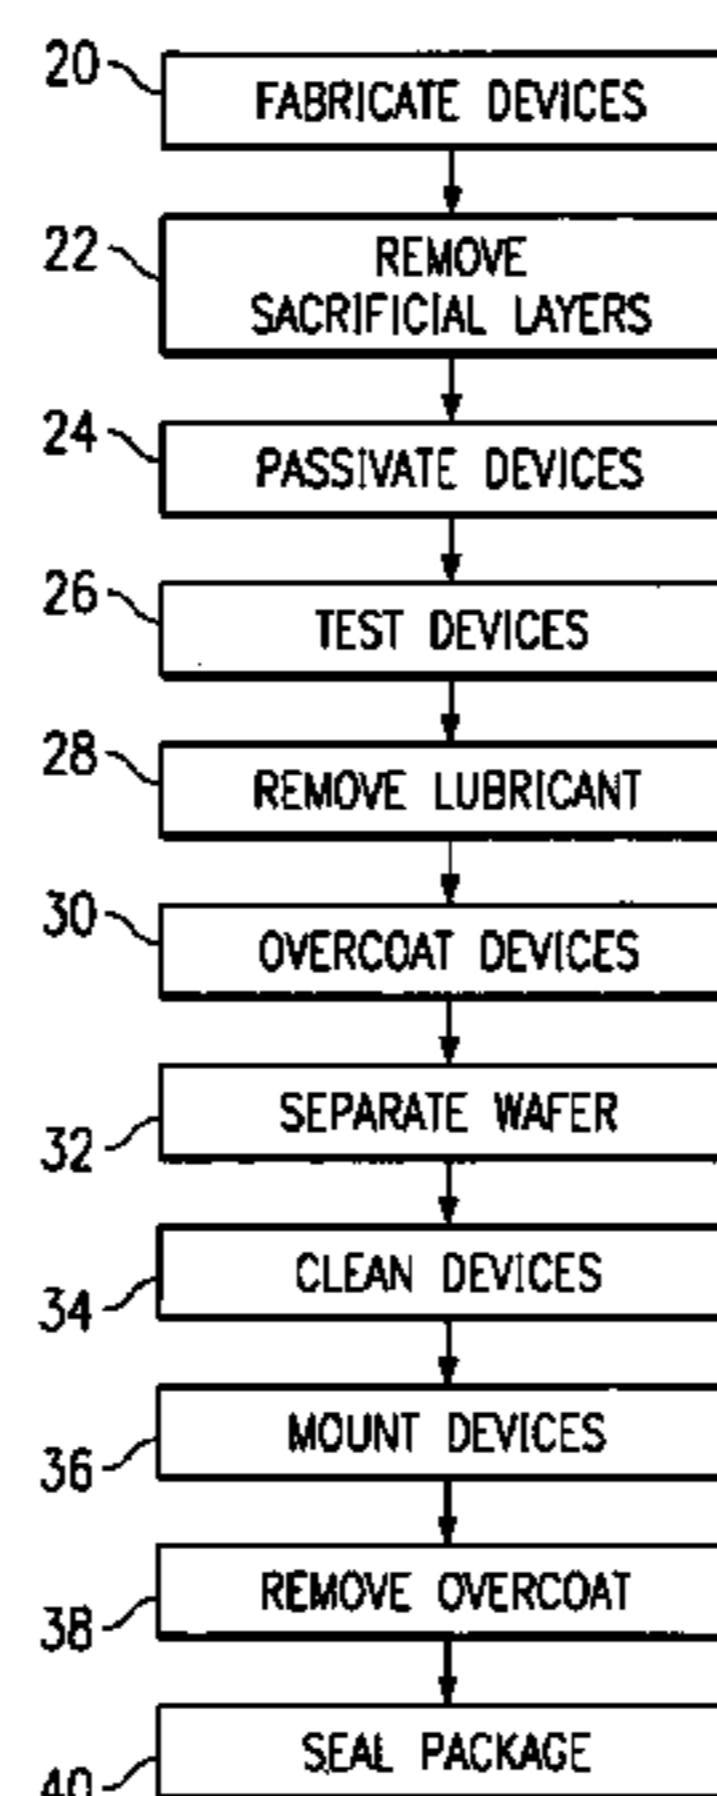 20
FABRICATE DEVICES
22
REMOVE
SACRIFICIAL LAYERS
24
PASSIVATE DEVICES
26
TEST DEVICES
28
REMOVE LUBRICANT
30
OVERCOAT DEVICES
32
SEPARATE WAFER
34
CLEAN DEVICES
36
MOUNT DEVICES
38
REMOVE OVERCOAT
40
SEAL PACKAGE